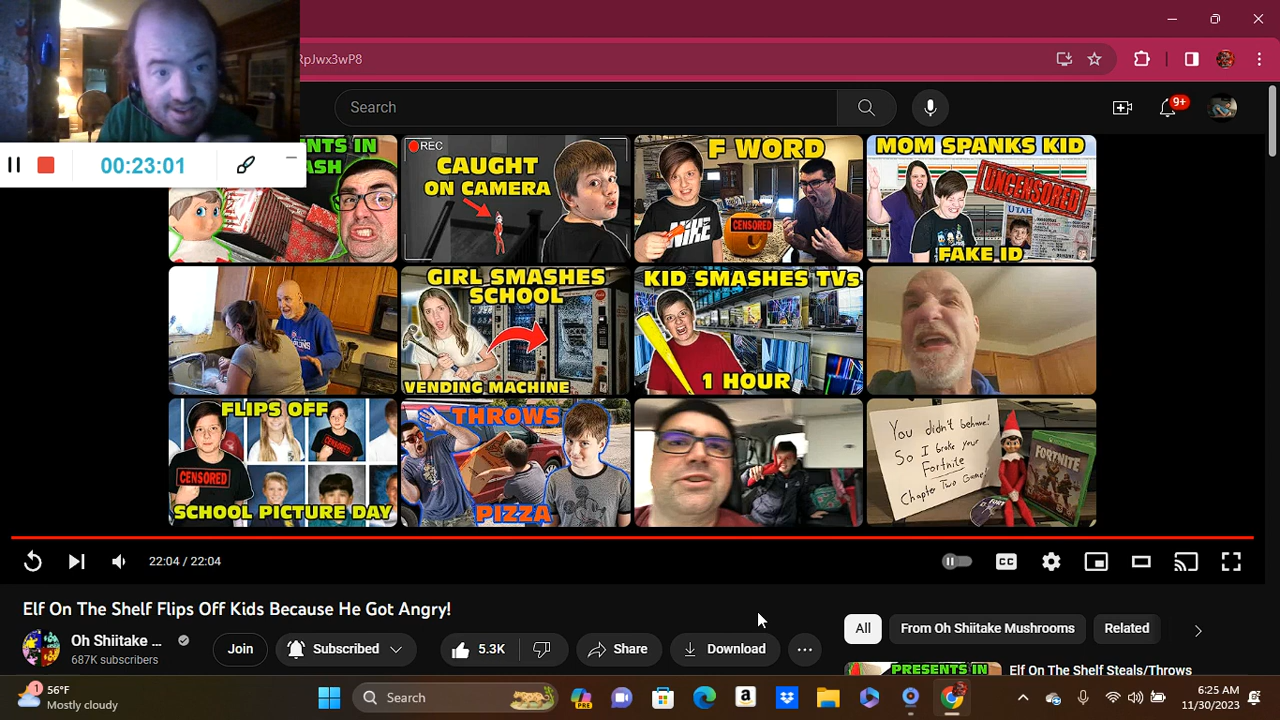 RpJwx3wP8
Search
9+
00:23:01
NTS IN
ASH
REC
CAUGHT
ON CAMERA
F WORD
NIKE
CENSORED
MOM SPANKS KID
UNCENSORED
UTAH
FAKE ID
GIRL SMASHES
SCHOOL
VENDING MACHINE
KID SMASHES TVs
1 HOUR
FLIPS OFF
CENSORED
CENSORED
SCHOOL PICTURE DAY
THROWS
PIZZA
You didn't behave!
So I broke your
Fortnite
Chapter Two Game!
FORTNITE
22:04 / 22:04
CC
Elf On The Shelf Flips Off Kids Because He Got Angry!
Oh Shiitake ...
687K subscribers
Join
Subscribed
5.3K
Share
Download
All
From Oh Shiitake Mushrooms
Related
PRESENTS IN
Elf On The Shelf Steals/Throws
1
56°F
Mostly cloudy
Search
PRE
a
6:25 AM
11/30/2023